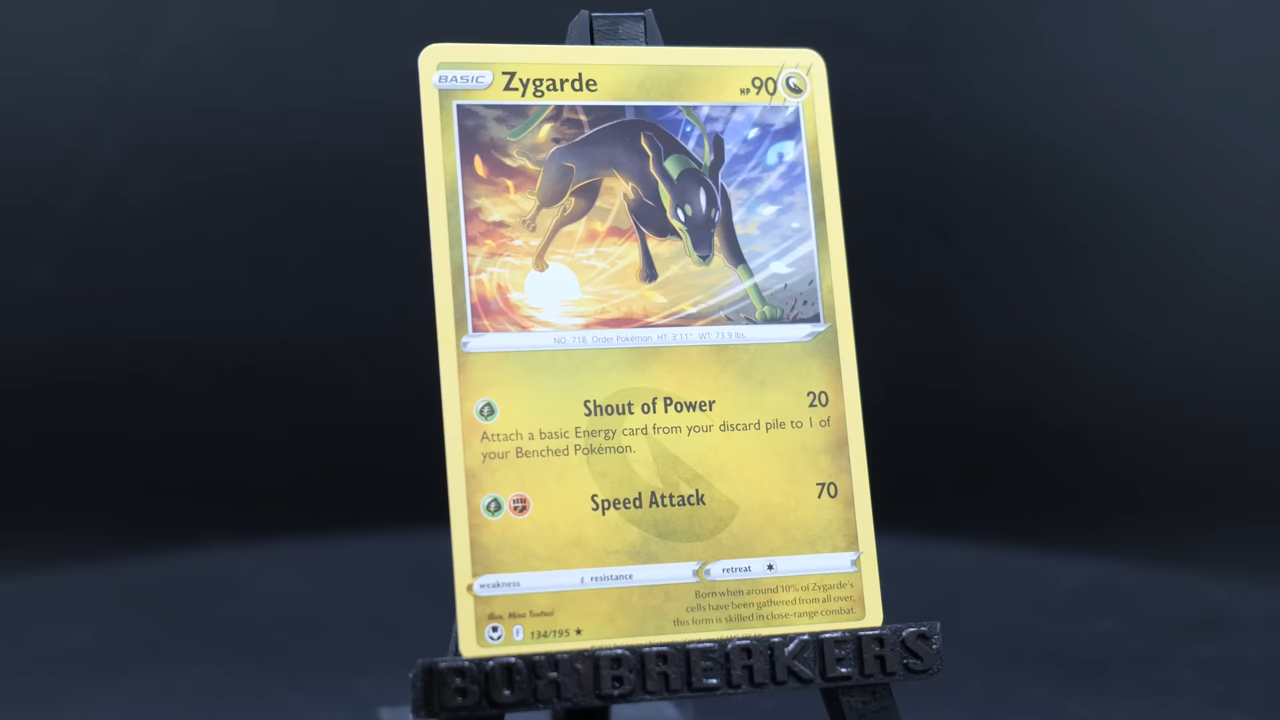 BASIC Zygarde HP 90
NO. 718 Order Pokémon HT 3'11" WT 73.9 lbs.
Shout of Power 20
Attach a basic Energy card from your discard pile to 1 of
your Benched Pokémon.
Speed Attack 70
weakness resistance retreat
Born when around 10% of Zygarde's
cells have been gathered from all over,
this form is skilled in close-range combat.
Illus. Misa Tsutsui
F 134/195
BOX BREAKERS